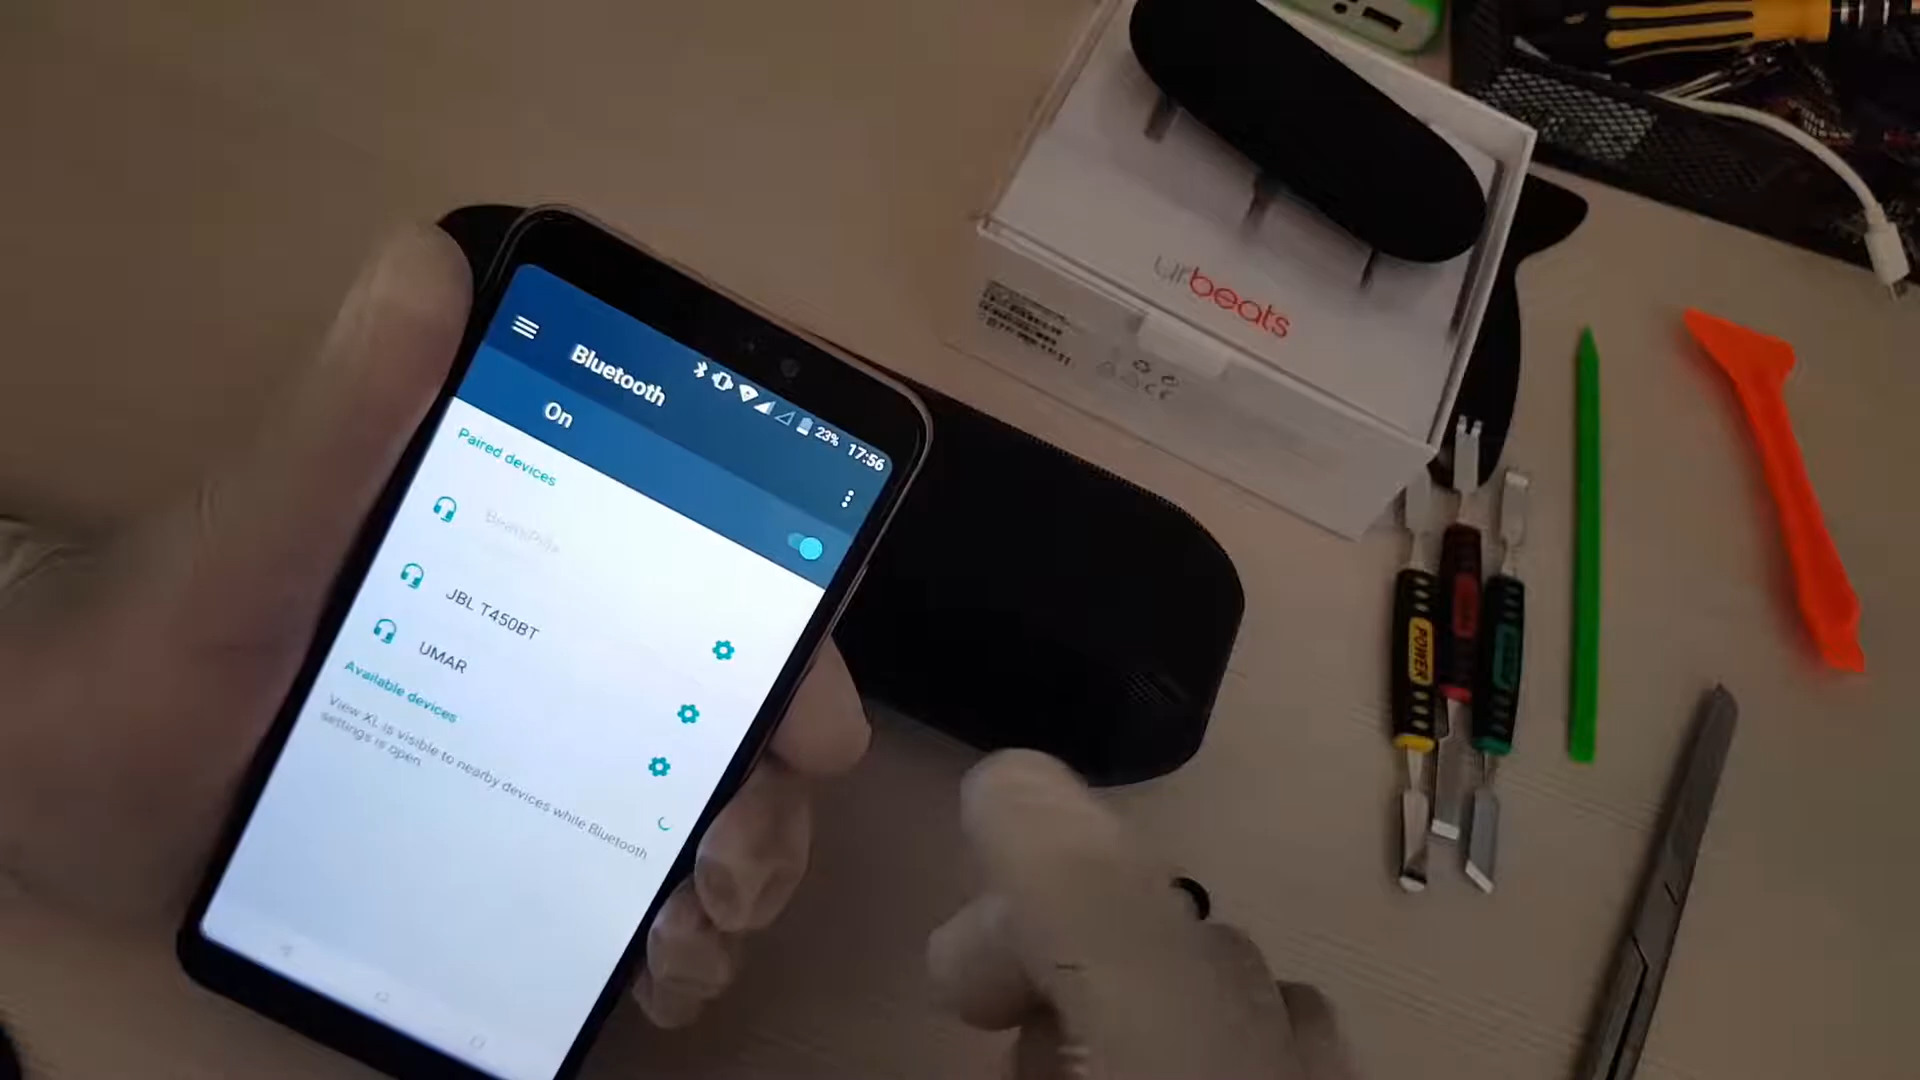 23% 17:56
Bluetooth
On
Paired devices
JBL T450BT
UMAR
Available devices
View XL is visible to nearby devices while Bluetooth
settings is open.
urbeats
POWER